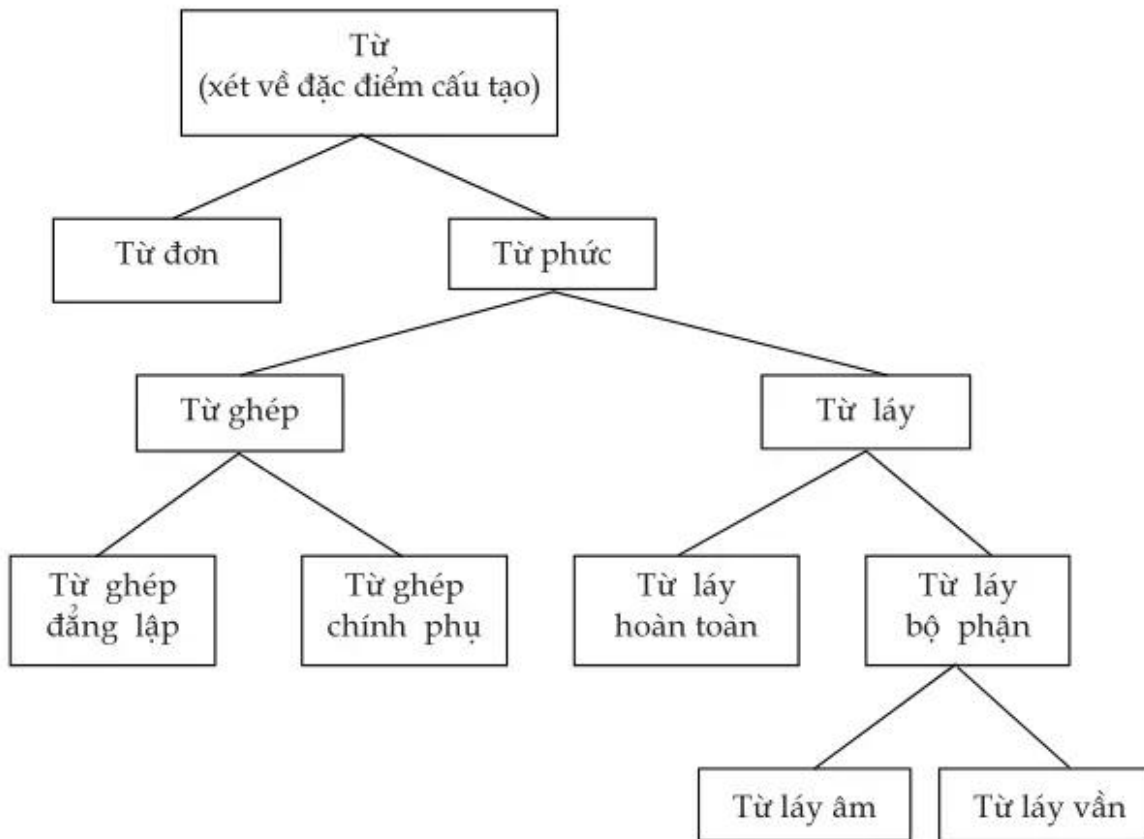 Từ
(xét về đặc điểm cấu tạo)
Từ đơn
Từ phức
Từ ghép
Từ láy
Từ ghép
đẳng lập
Từ ghép
chính phụ
Từ láy
hoàn toàn
Từ láy
bộ phận
Từ láy âm
Từ láy vần